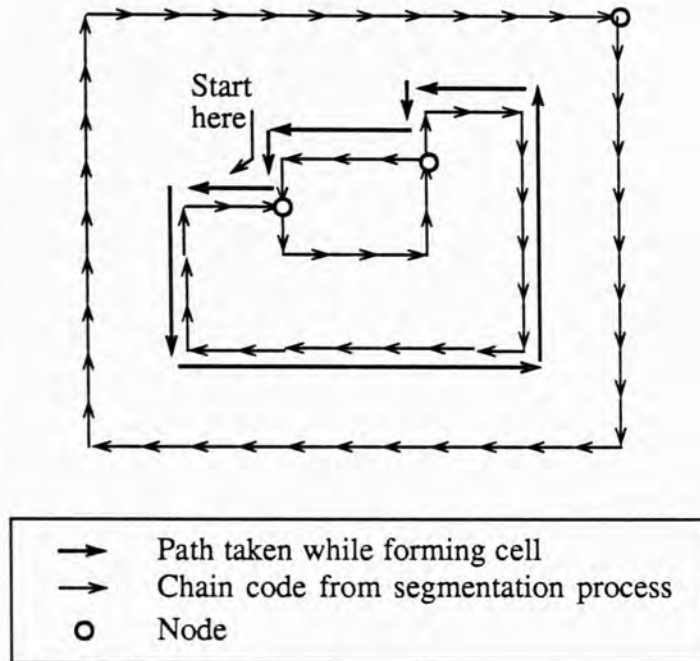 Start
here
Path taken while forming cell
Chain code from segmentation process
Node